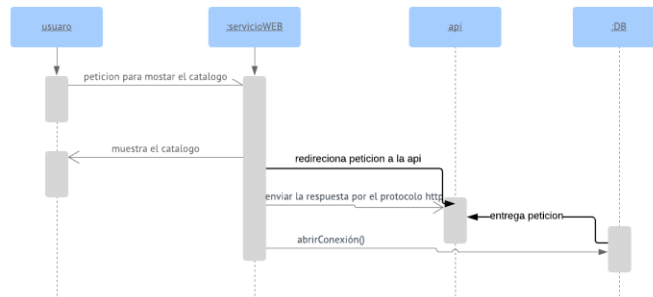 usuaro
:servicioWEB
api
:DB
peticion para mostar el catalogo
muestra el catalogo
redireciona peticion a la api
enviar la respuesta por el protocolo http
entrega peticion
abrirConexión()